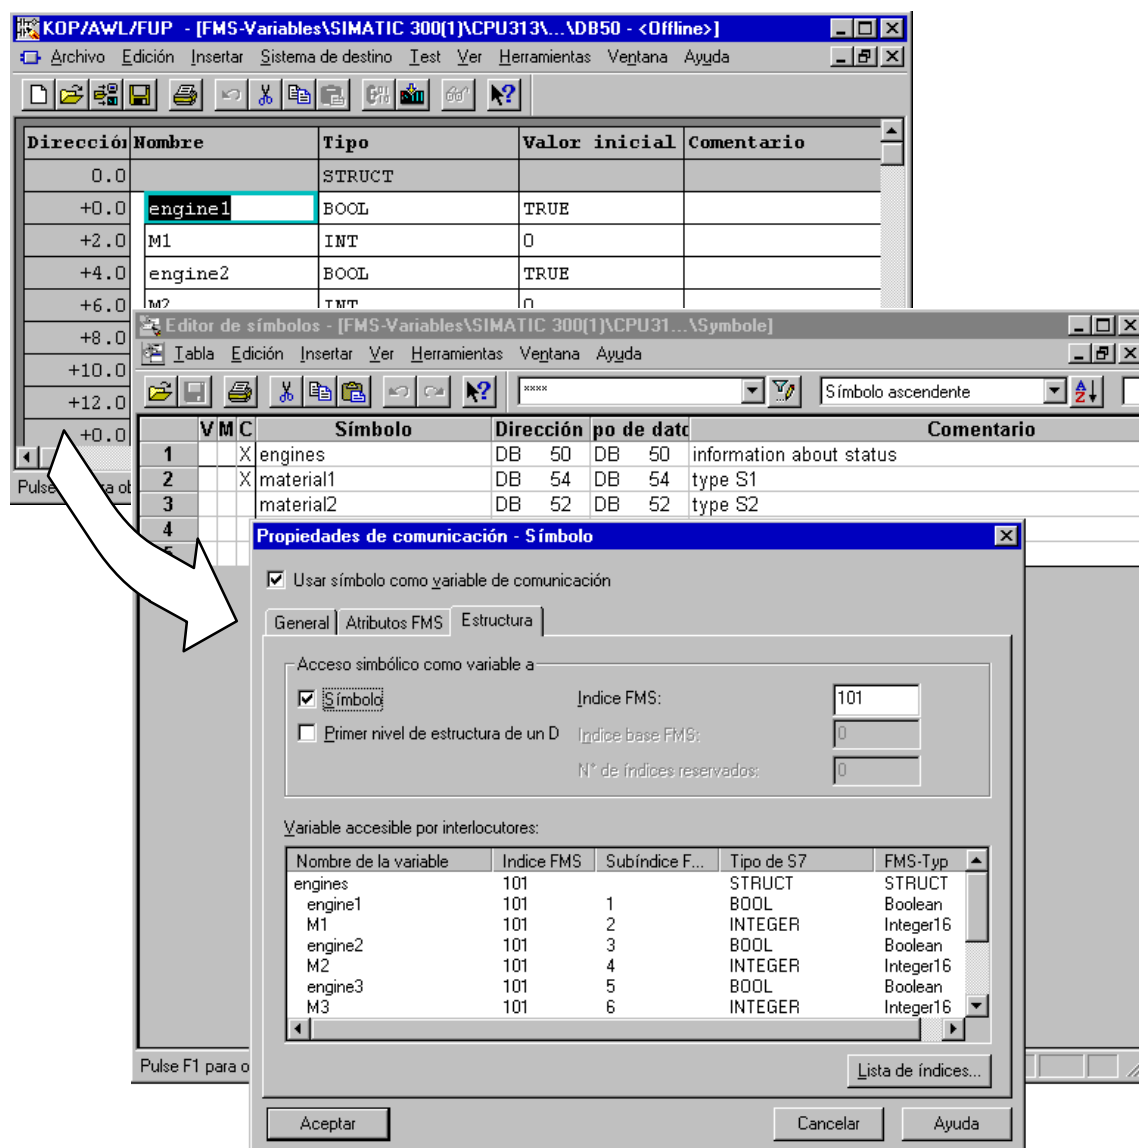 KOP/AWL/FUP - [FMS-Variables\SIMATIC 300(1)\CPU313\...\DB50 - <Offline>]
Archivo Edición Insertar Sistema de destino Test Ver Herramientas Ventana Ayuda
Dirección Nombre Tipo Valor inicial Comentario
0.0 STRUCT
+0.0 engine1 BOOL TRUE
+2.0 M1 INT 0
+4.0 engine2 BOOL TRUE
+6.0 M2 INT 0
+8.0
+10.0
+12.0
+0.0
Pulse
a ob
Editor de símbolos - [FMS-Variables\SIMATIC 300(1)\CPU31...\Symbole]
Tabla Edición Insertar Ver Herramientas Ventana Ayuda
**** Símbolo ascendente
V M C Símbolo Dirección po de dato Comentario
1 X engines DB 50 DB 50 information about status
2 X material1 DB 54 DB 54 type S1
3 material2 DB 52 DB 52 type S2
4
5
Pulse F1 para o
Propiedades de comunicación - Símbolo
Usar símbolo como variable de comunicación
General Atributos FMS Estructura
Acceso simbólico como variable a
Símbolo Indice FMS: 101
Primer nivel de estructura de un D Indice base FMS: 0
N° de índices reservados: 0
Variable accesible por interlocutores:
Nombre de la variable Indice FMS Subíndice F... Tipo de S7 FMS-Typ
engines 101 STRUCT STRUCT
engine1 101 1 BOOL Boolean
M1 101 2 INTEGER Integer16
engine2 101 3 BOOL Boolean
M2 101 4 INTEGER Integer16
engine3 101 5 BOOL Boolean
M3 101 6 INTEGER Integer16
Lista de índices...
Aceptar Cancelar Ayuda